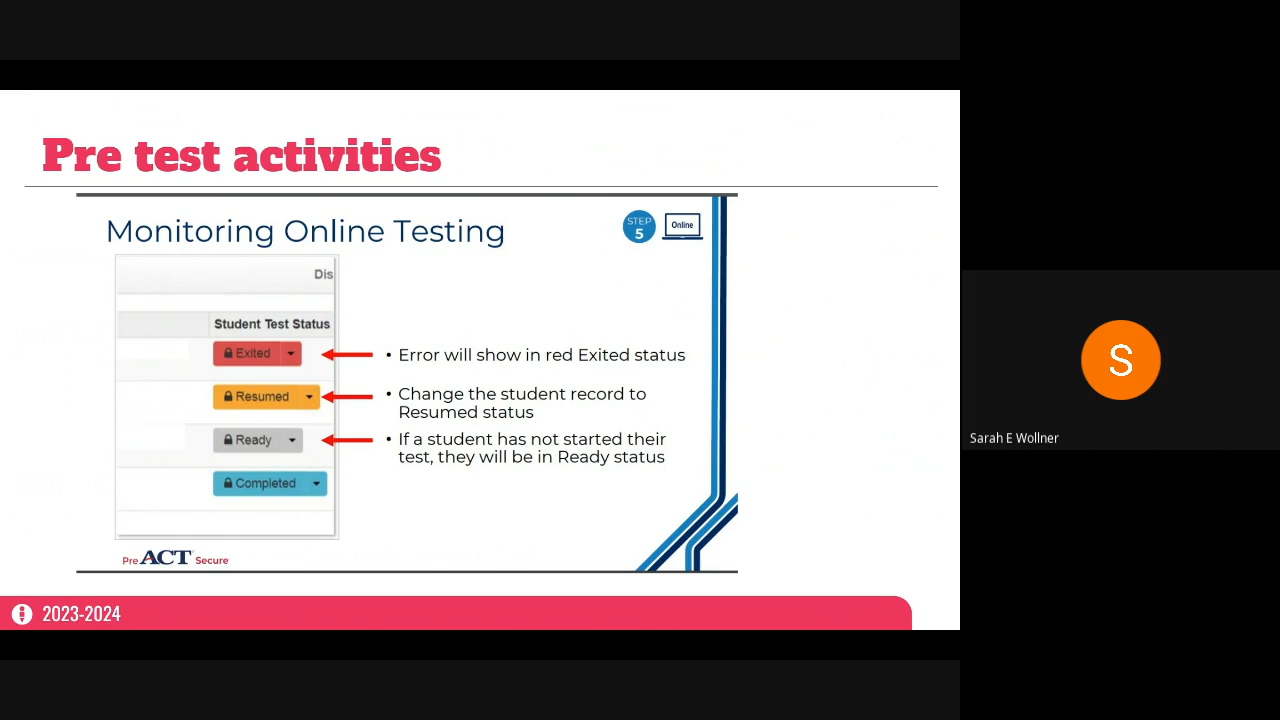 Pre test activities
Monitoring Online Testing
STEP
5
Online
Dis
Student Test Status
Exited
Resumed
Ready
Completed
• Error will show in red Exited status
• Change the student record to
Resumed status
• If a student has not started their
test, they will be in Ready status
PreACT Secure
2023-2024
S
Sarah E Wollner